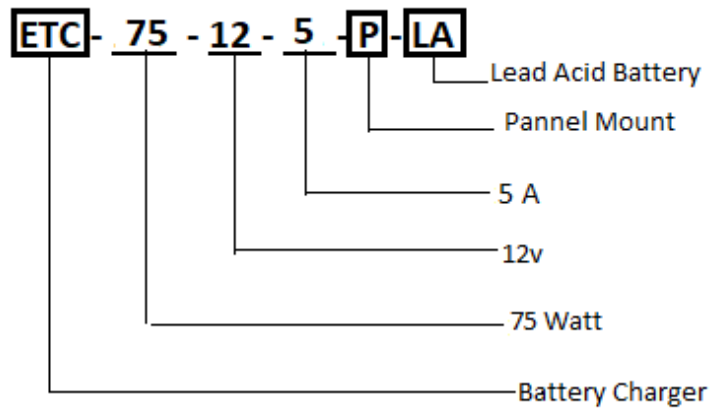 ETC - 75 - 12 - 5 - P - LA
Lead Acid Battery
Pannel Mount
5 A
12v
75 Watt
Battery Charger